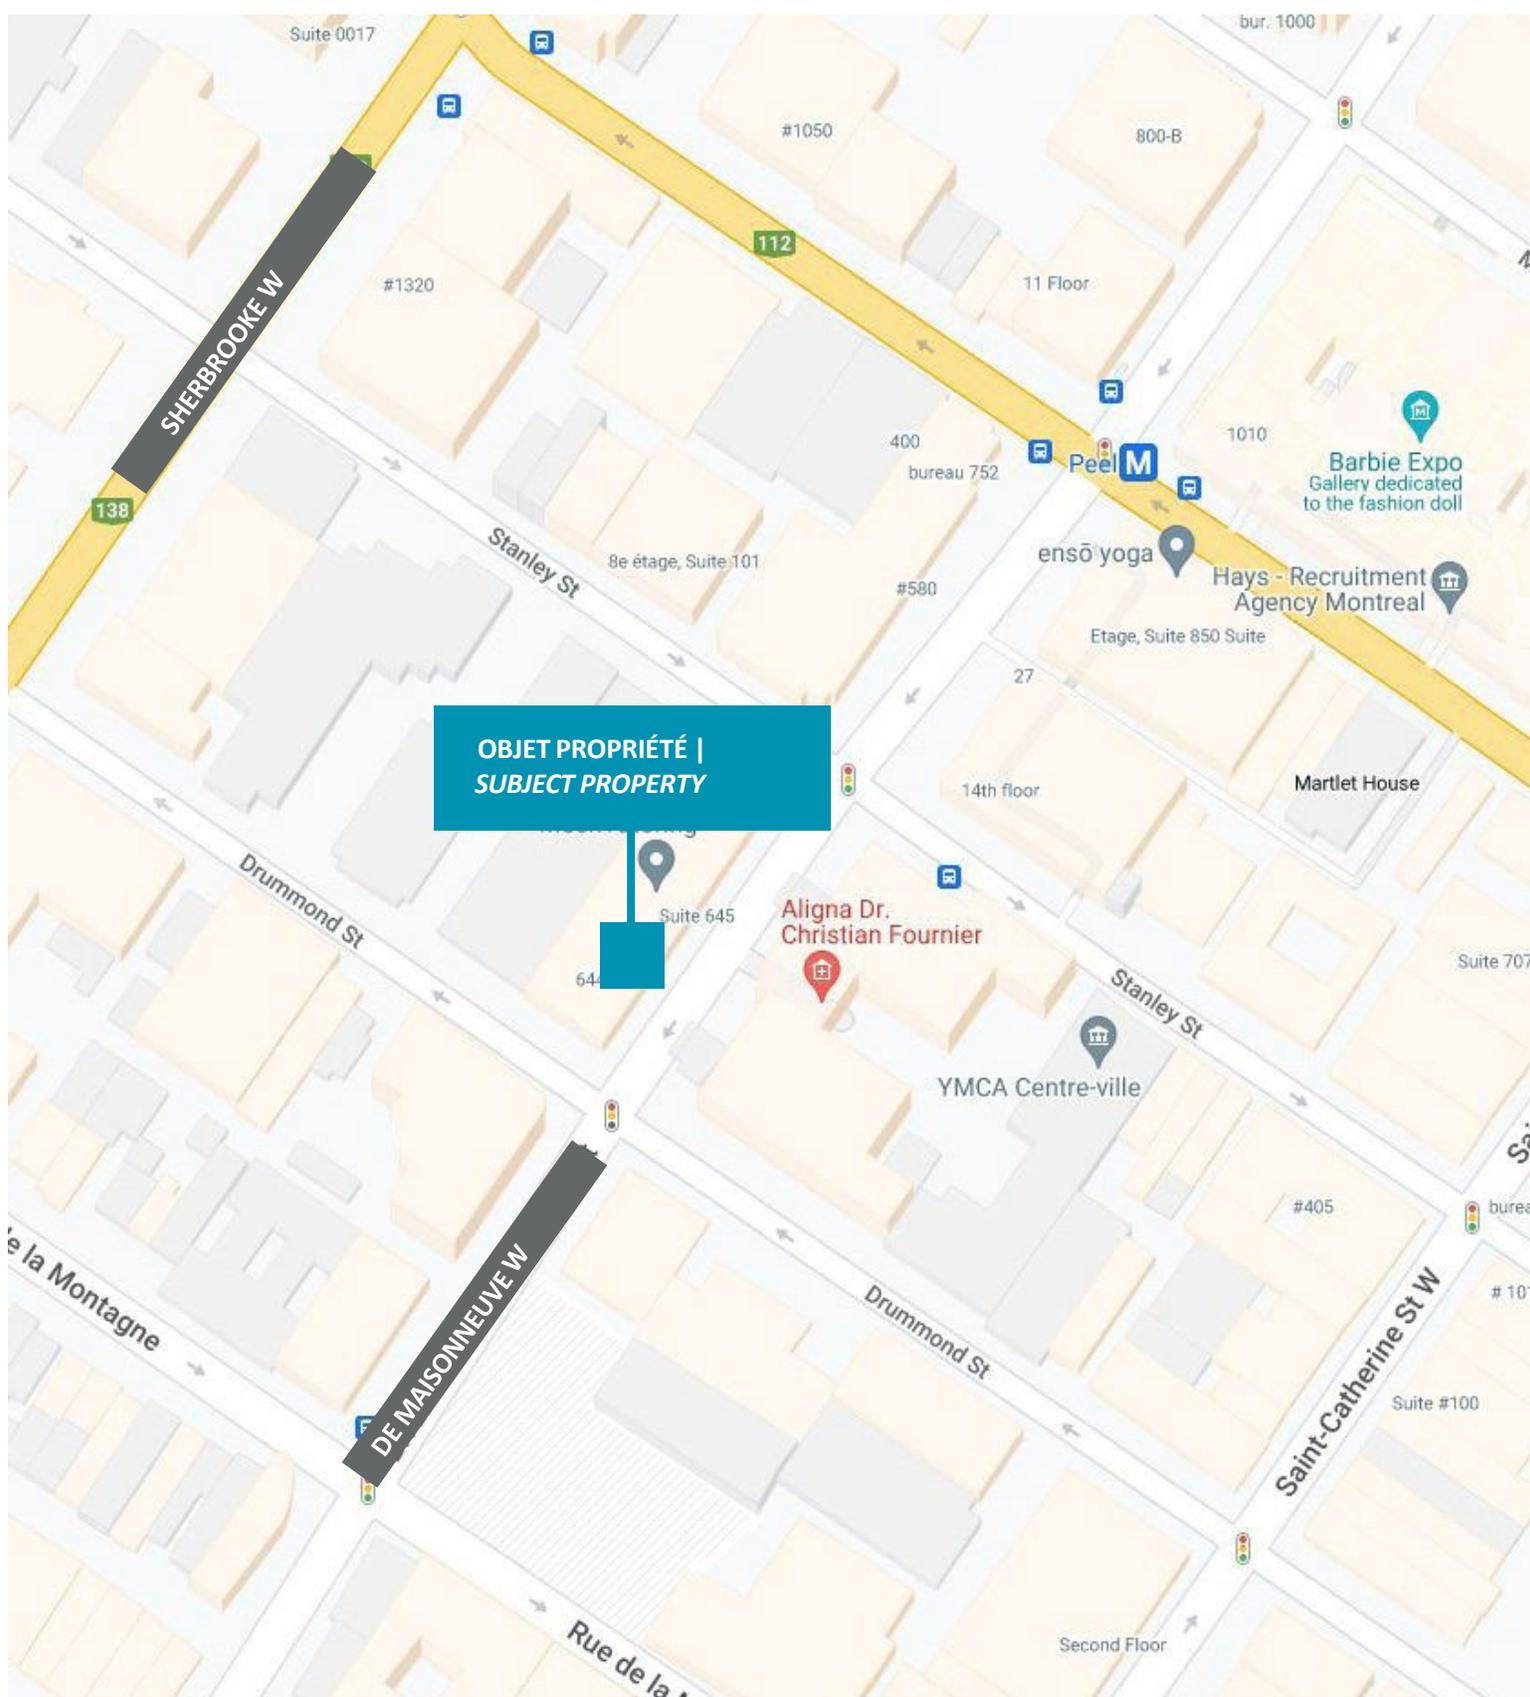 Suite 0017
bur. 1000
#1050
800-B
112
#1320
11 Floor
SHERBROOKE W
400
bureau 752
1010
Peel M
Barbie Expo
Gallery dedicated
to the fashion doll
138
Stanley St
8e étage, Suite 101
#580
ensō yoga
Hays - Recruitment
Agency Montreal
Etage, Suite 850 Suite
27
OBJET PROPRIÉTÉ |
SUBJECT PROPERTY
14th floor
Martlet House
Drummond St
Suite 645
Aligna Dr.
Christian Fournier
Suite 707
Stanley St
YMCA Centre-ville
#405
e la Montagne
DE MAISONNEUVE W
Drummond St
Saint-Catherine St W
Suite #100
Second Floor
Rue de la